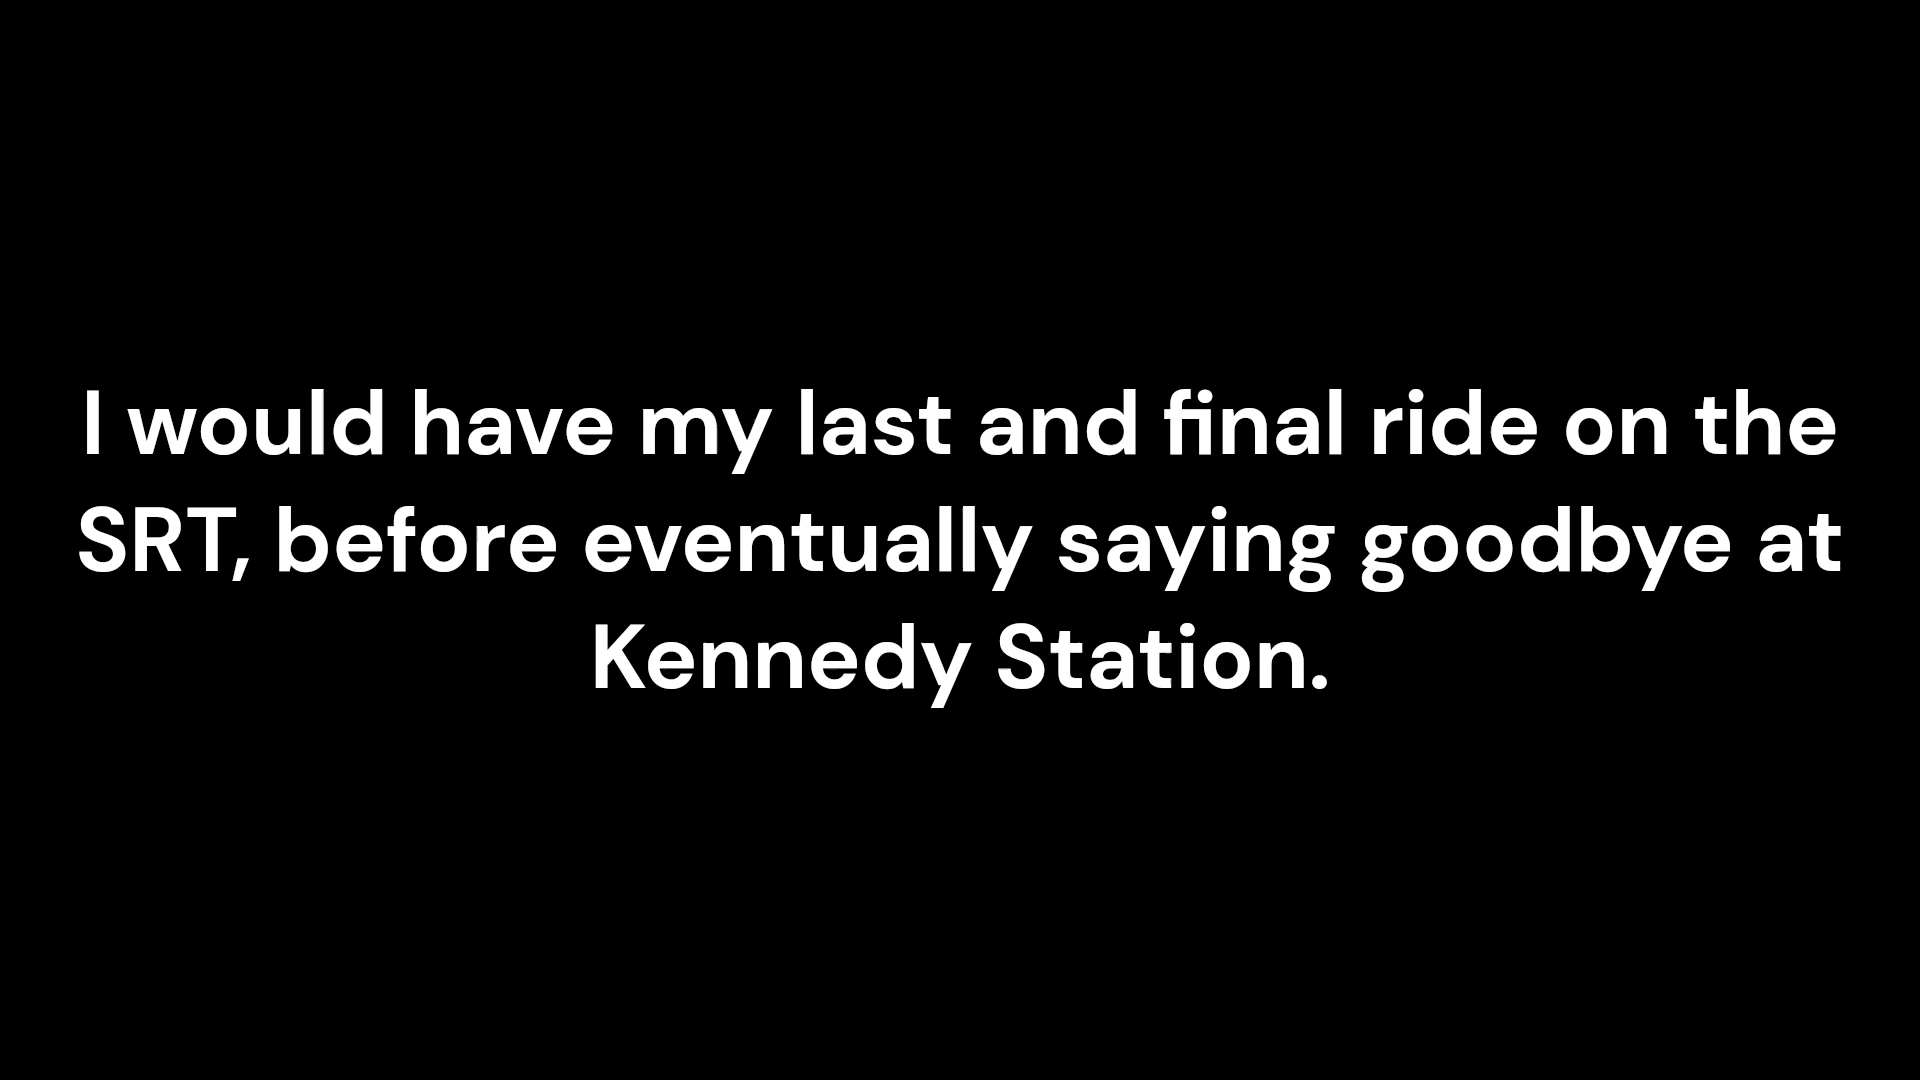 I would have my last and final ride on the
SRT, before eventually saying goodbye at
Kennedy Station.